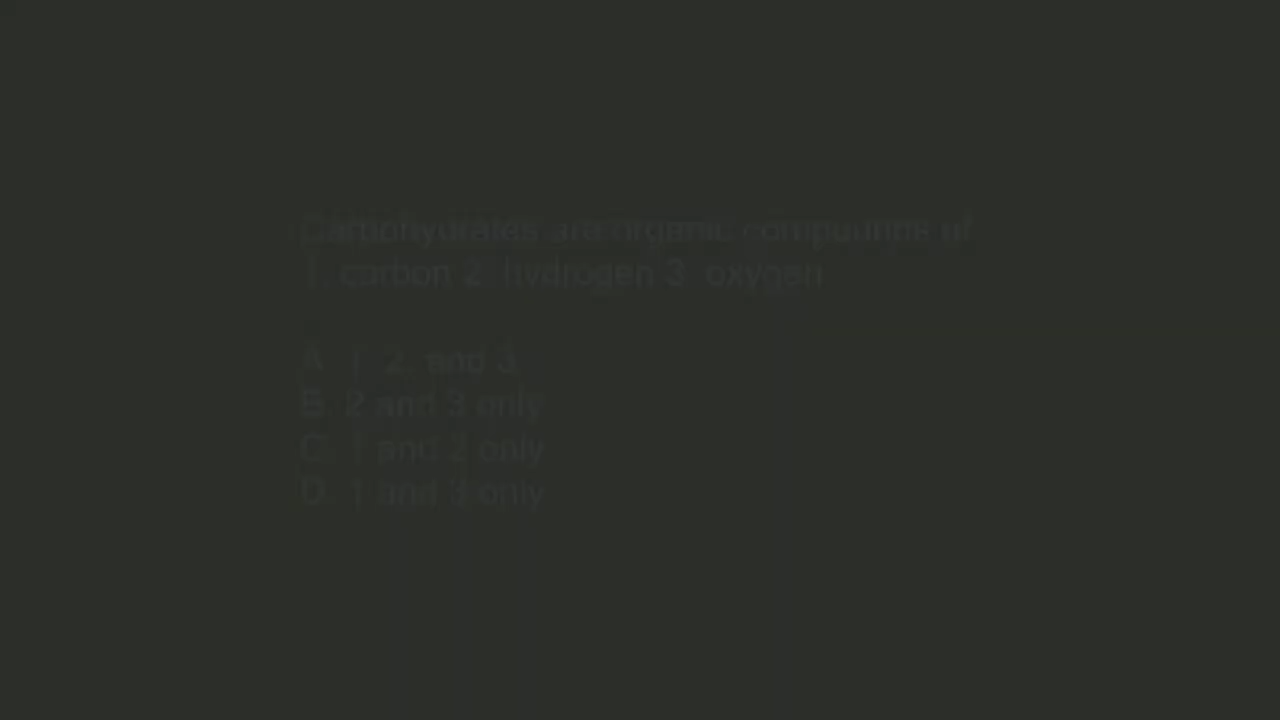 Carbohydrates are organic compounds of
1. carbon 2. hydrogen 3. oxygen
A. 1, 2, and 3
B. 2 and 3 only
C. 1 and 2 only
D. 1 and 3 only